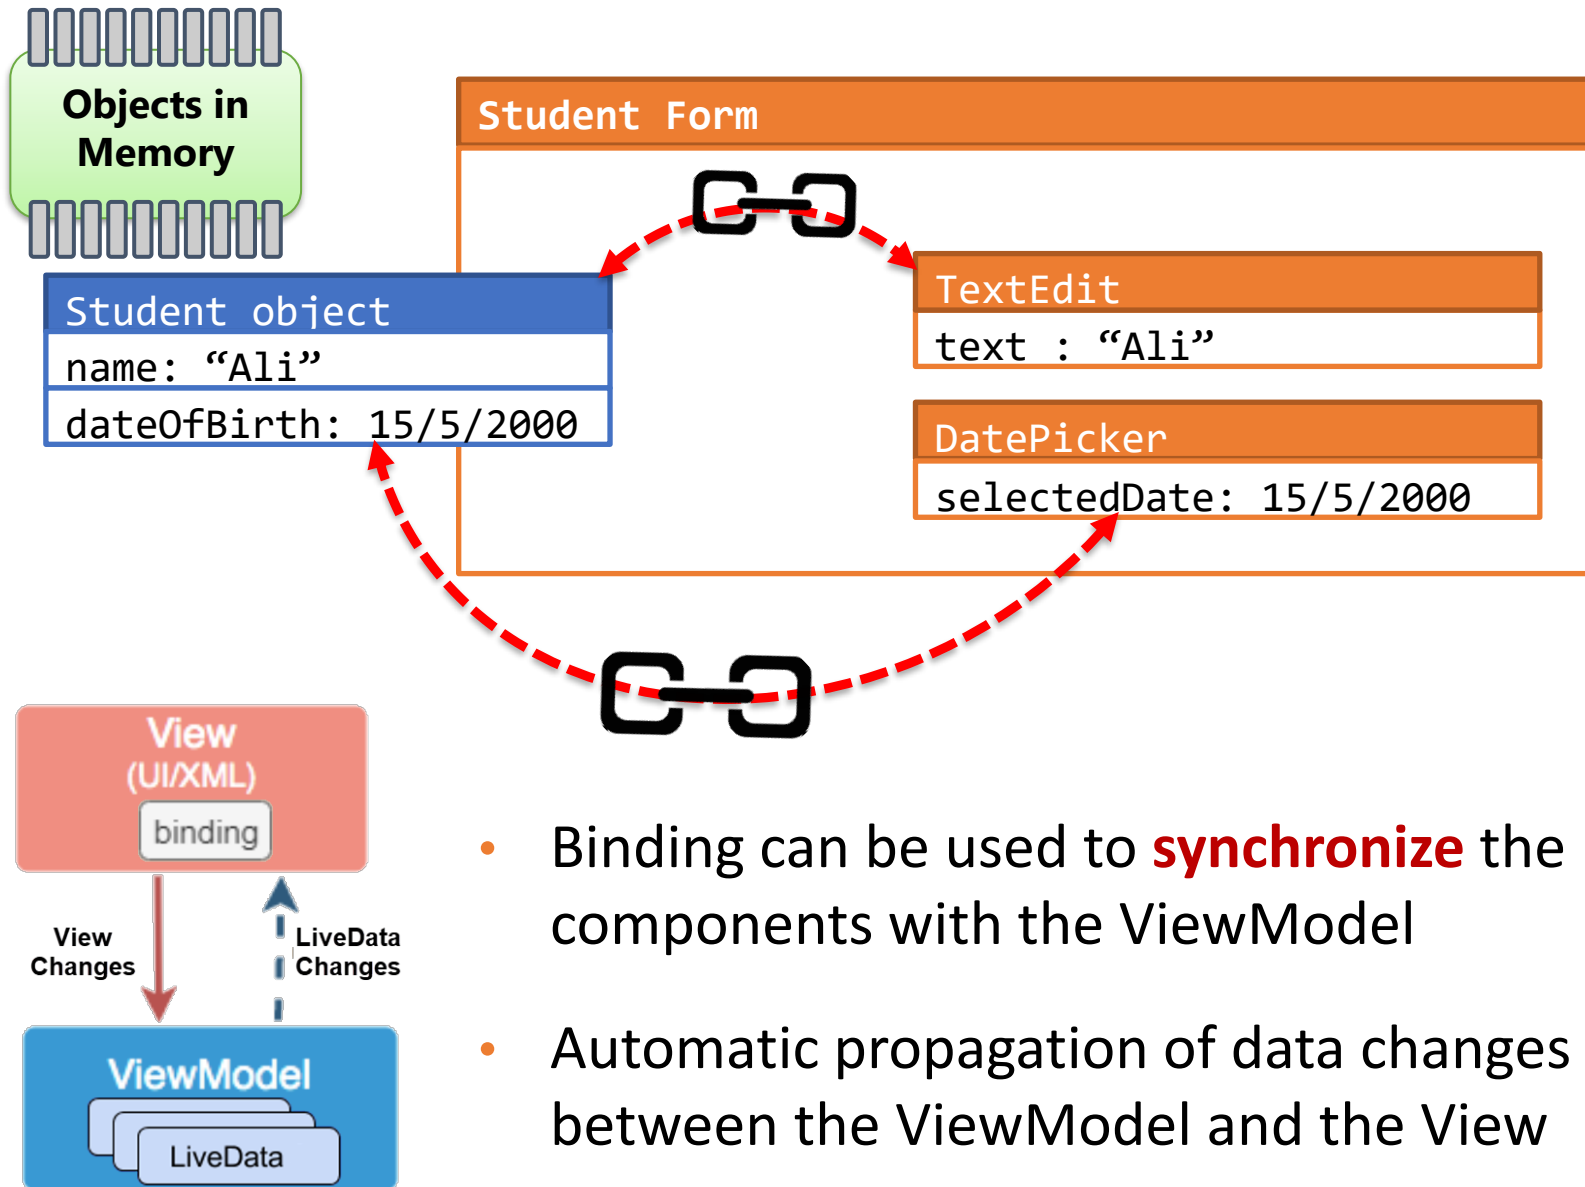 Objects in
Memory
Student Form
Student object
name: “Ali”
dateOfBirth: 15/5/2000
TextEdit
text : “Ali”
DatePicker
selectedDate: 15/5/2000
View
(UI/XML)
binding
View
Changes
LiveData
Changes
ViewModel
LiveData
• Binding can be used to synchronize the
components with the ViewModel
• Automatic propagation of data changes
between the ViewModel and the View